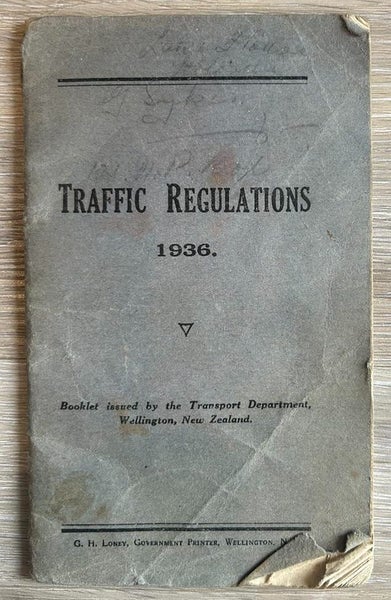 TRAFFIC REGULATIONS
1936.
Booklet issued by the Transport Department,
Wellington, New Zealand.
G. H. Loney, Government Printer, Wellington, N